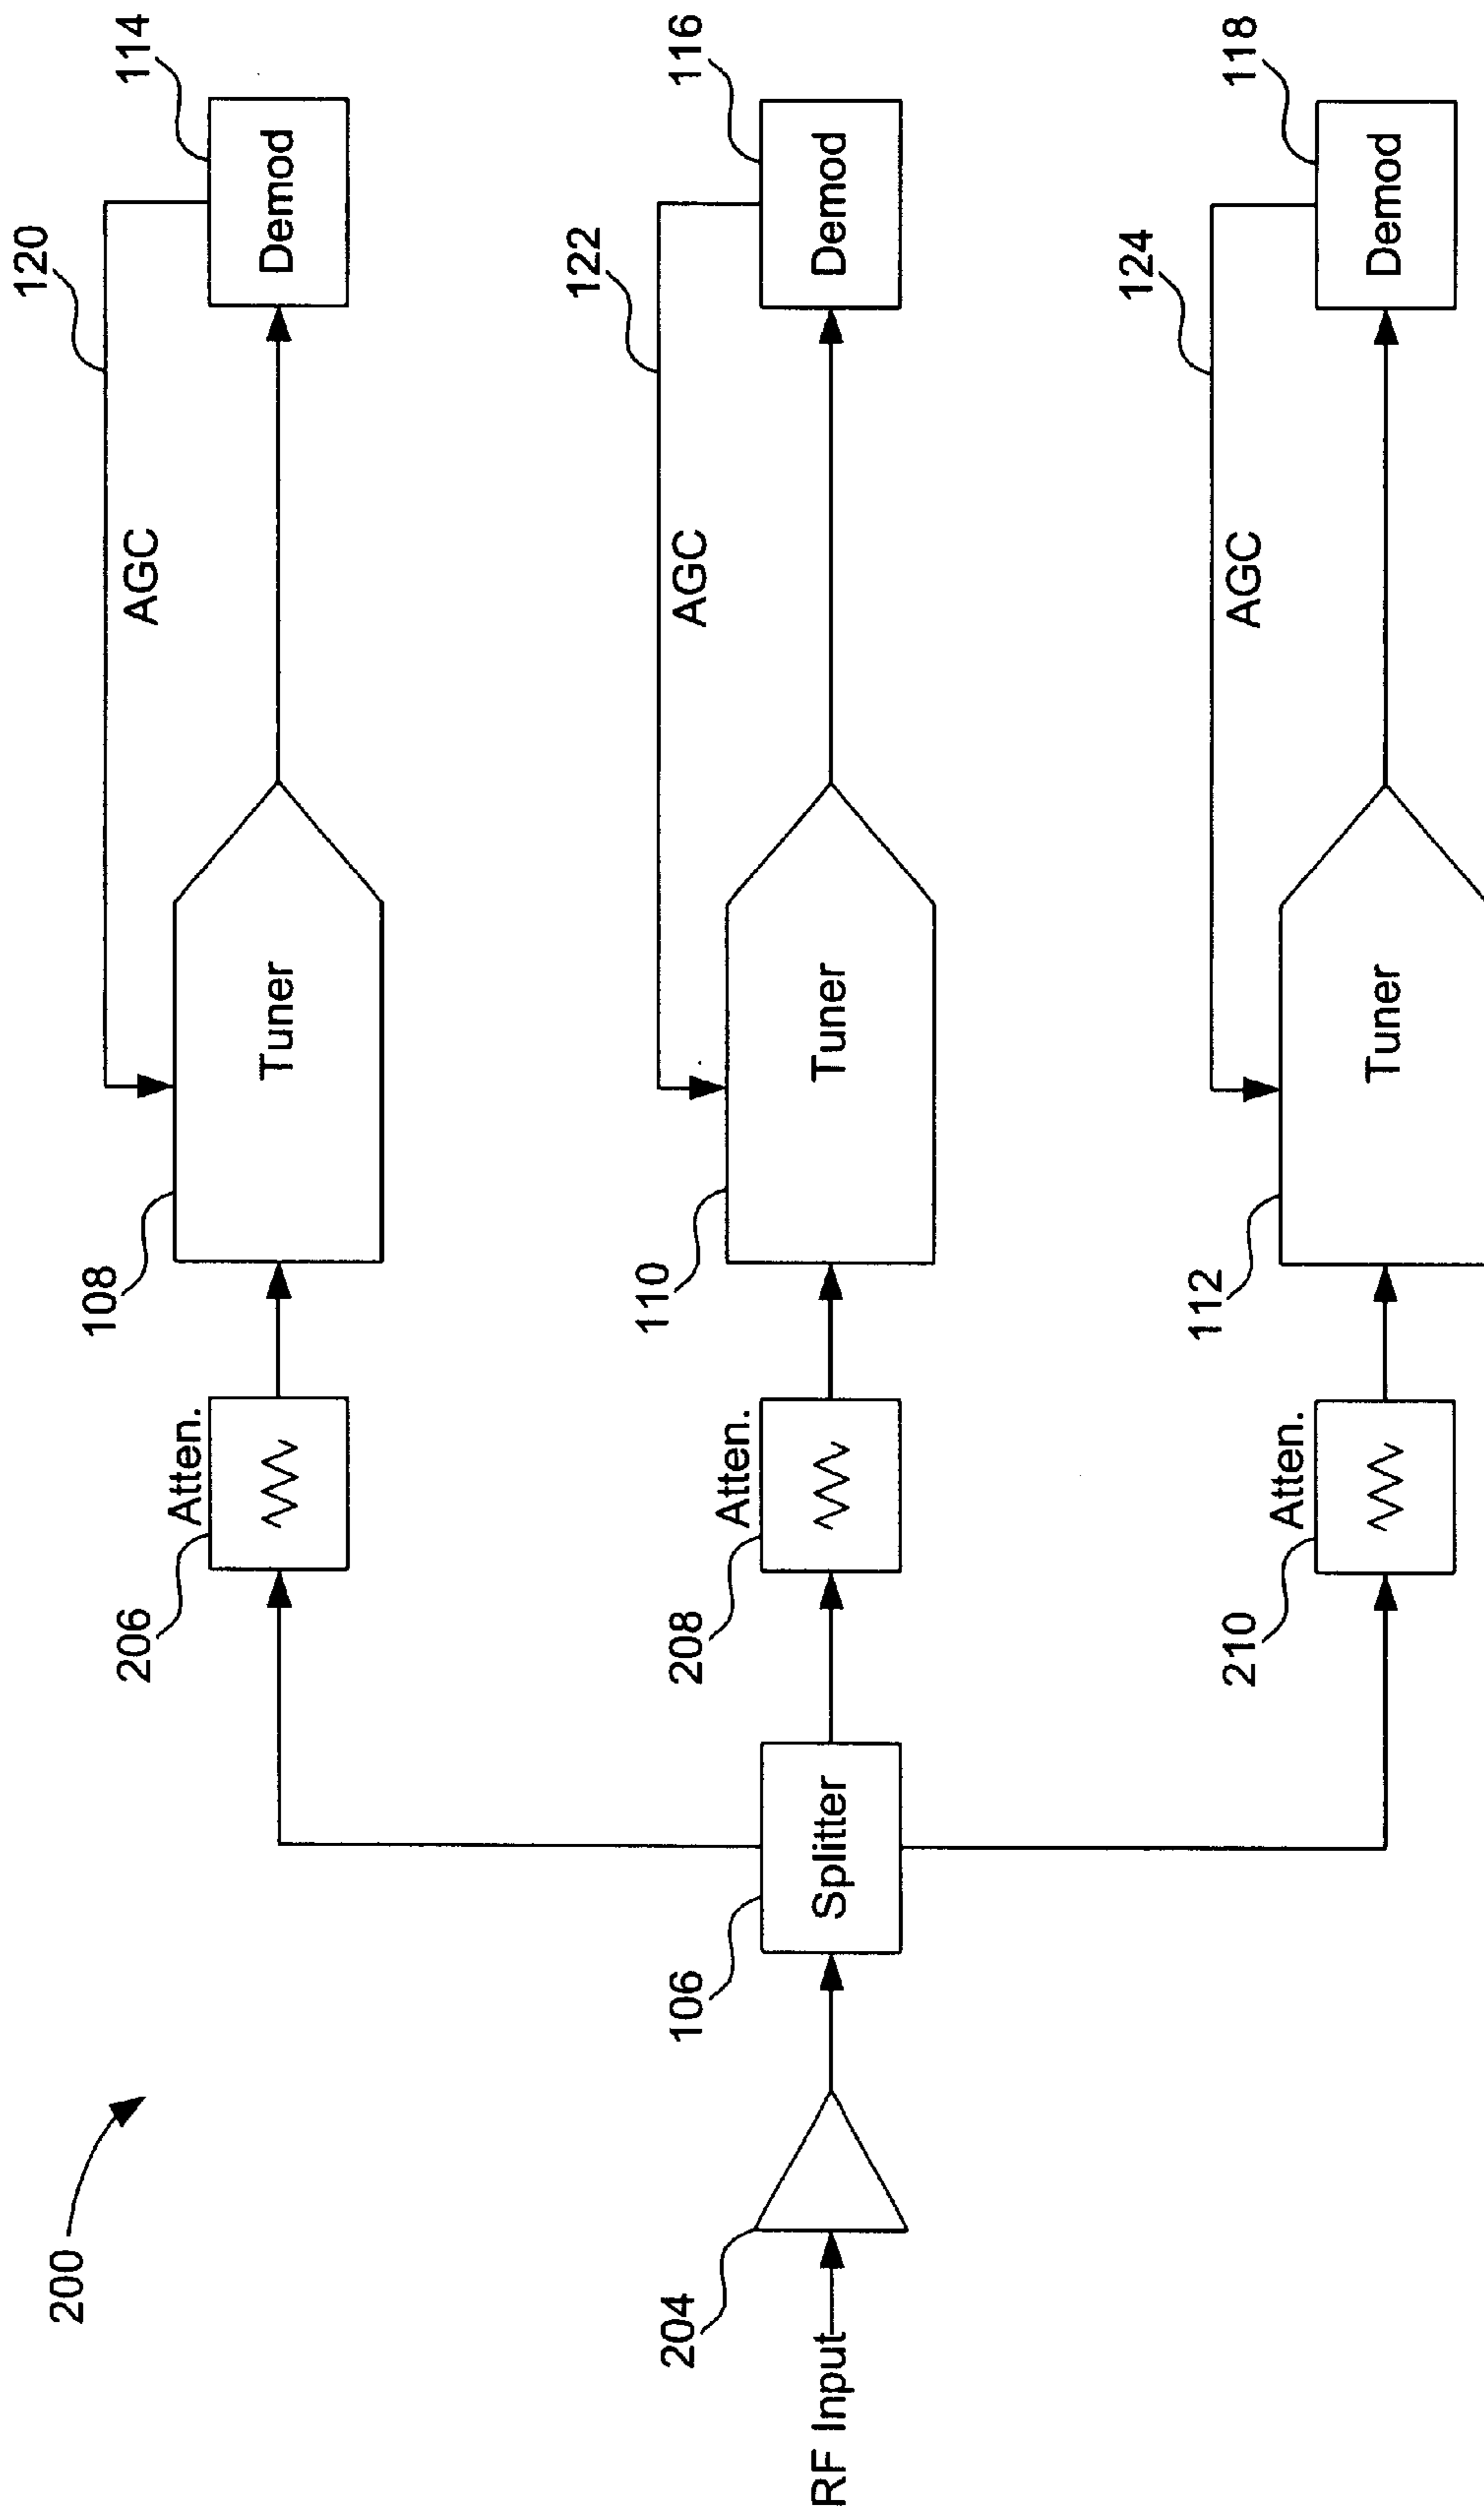 200
120
114
AGC
108
Tuner
Demod
206
Atten.
122
116
AGC
204
106
208
Atten.
110
RF Input
Splitter
Tuner
Demod
124
118
AGC
210
Atten.
112
Tuner
Demod